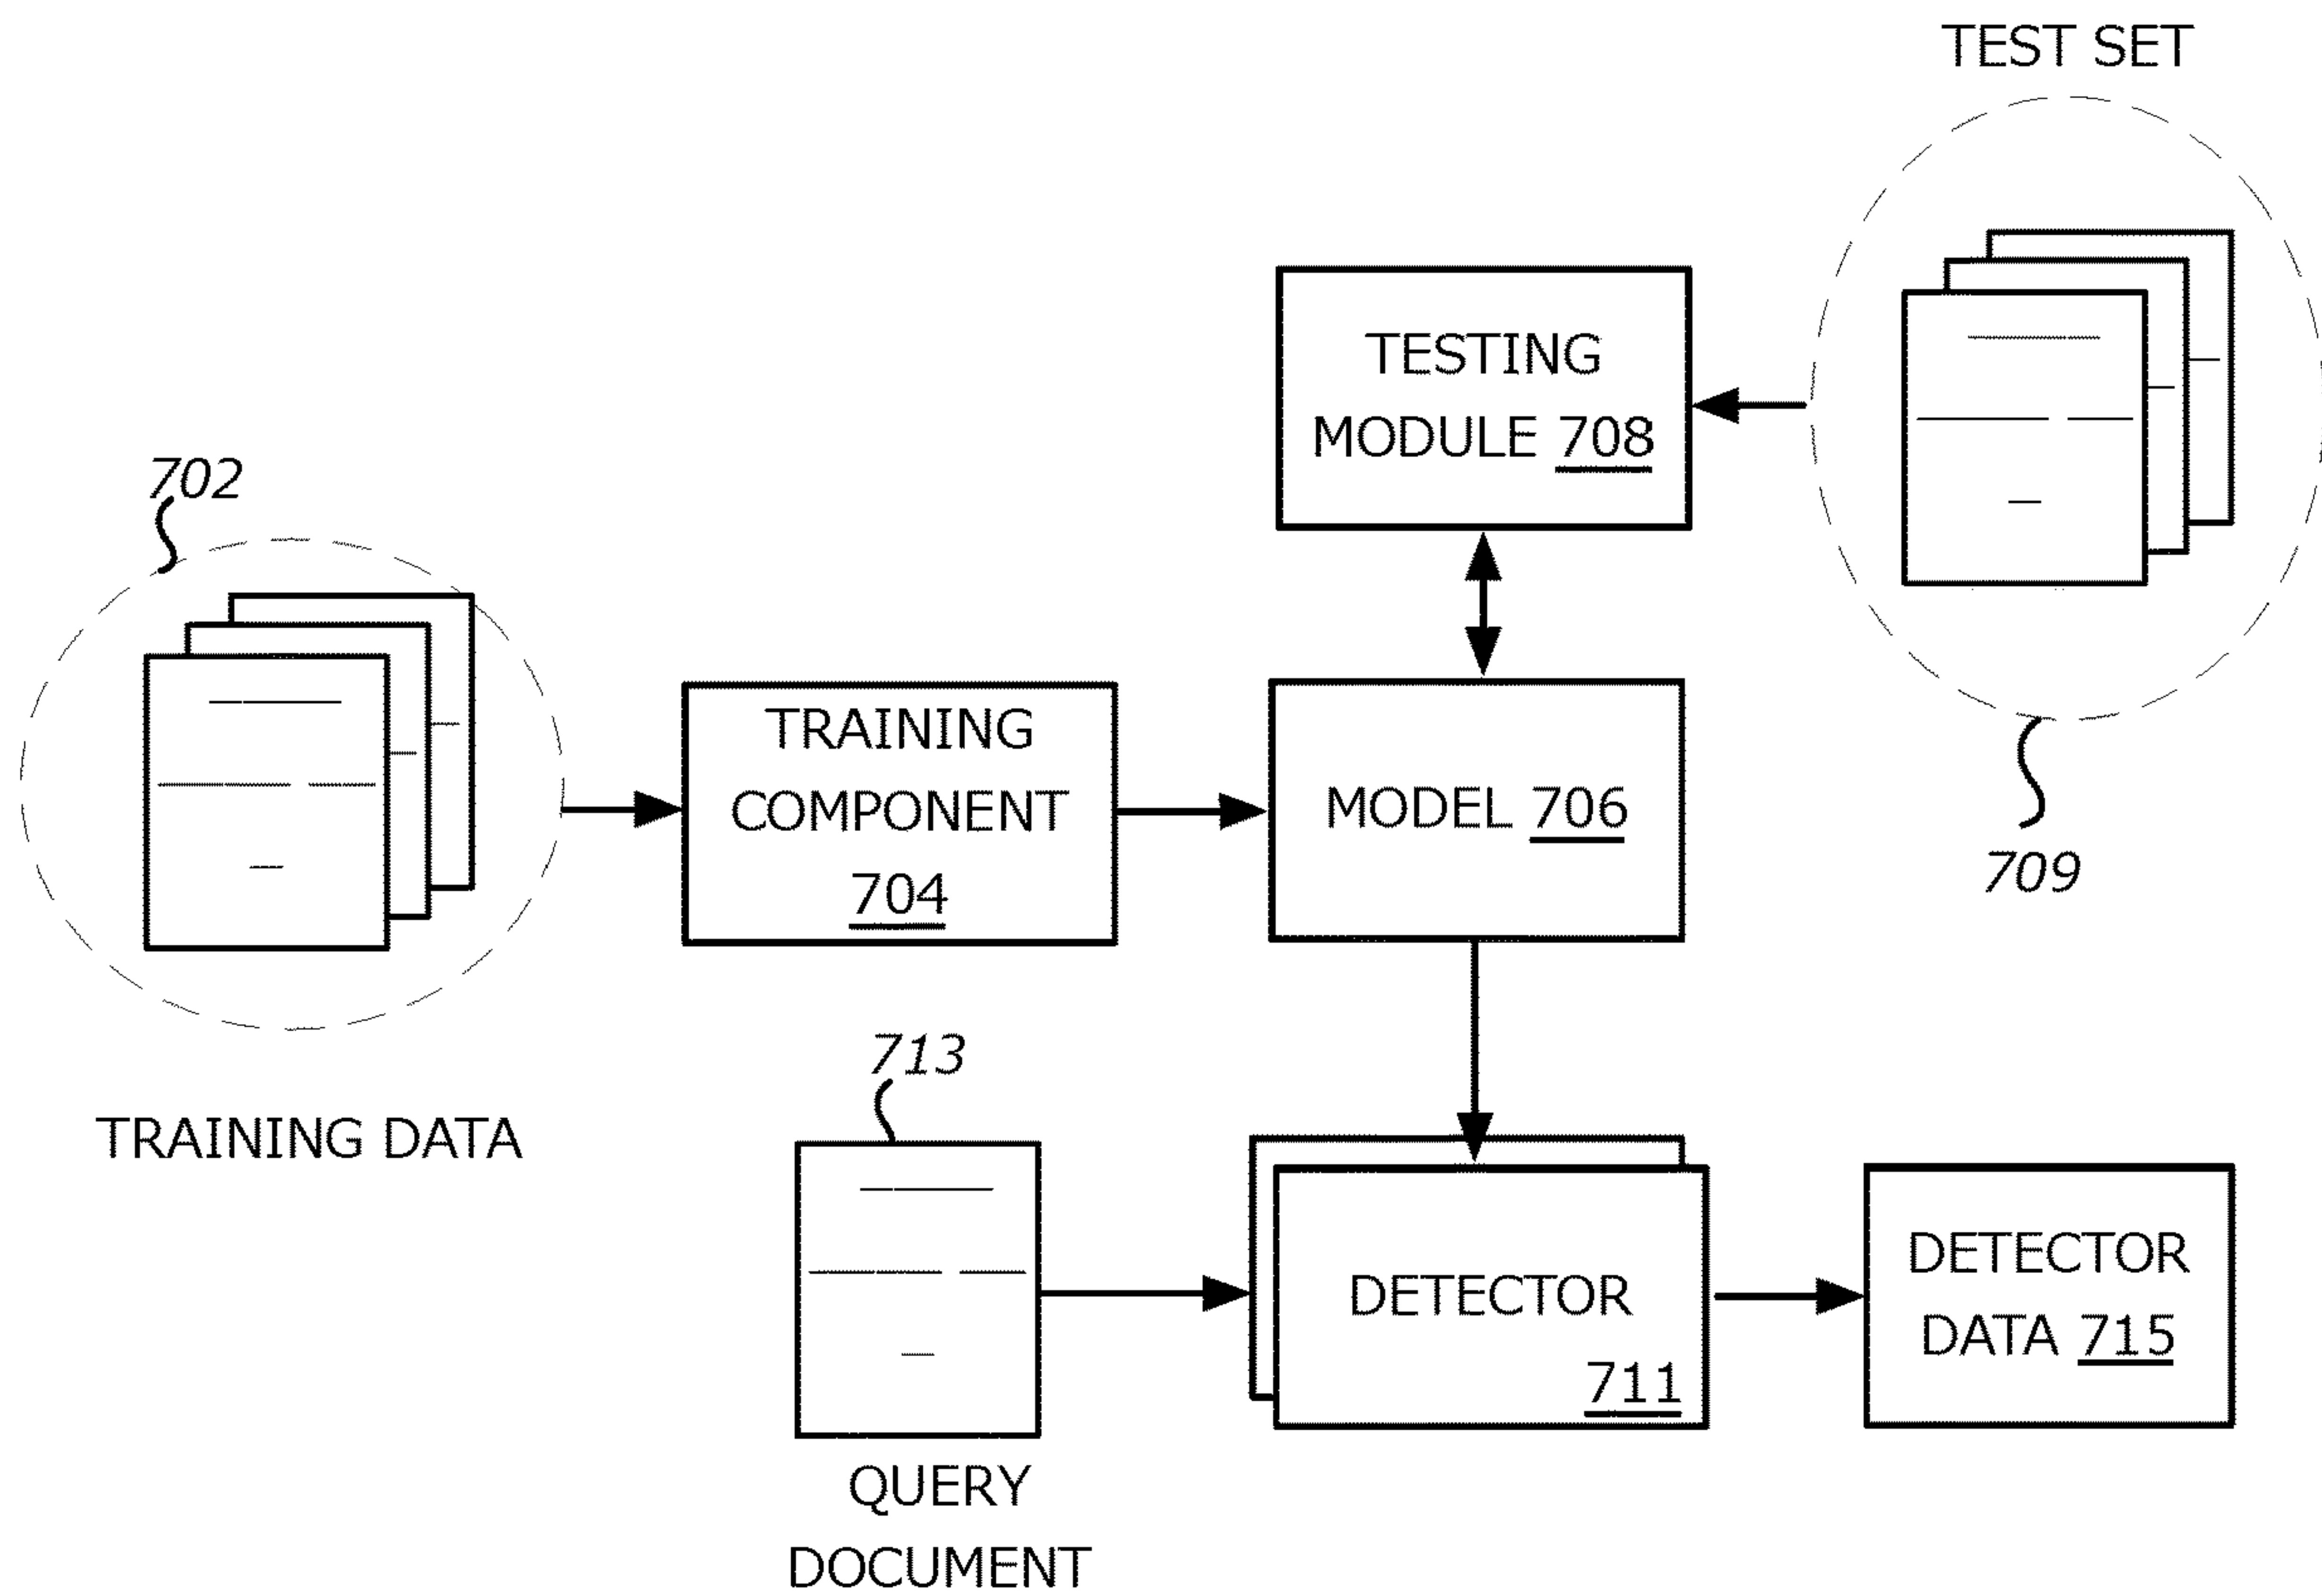 TEST SET
TESTING
MODULE 708
702
TRAINING
COMPONENT
704
MODEL 706
709
713
TRAINING DATA
DETECTOR
711
DETECTOR
DATA 715
QUERY
DOCUMENT